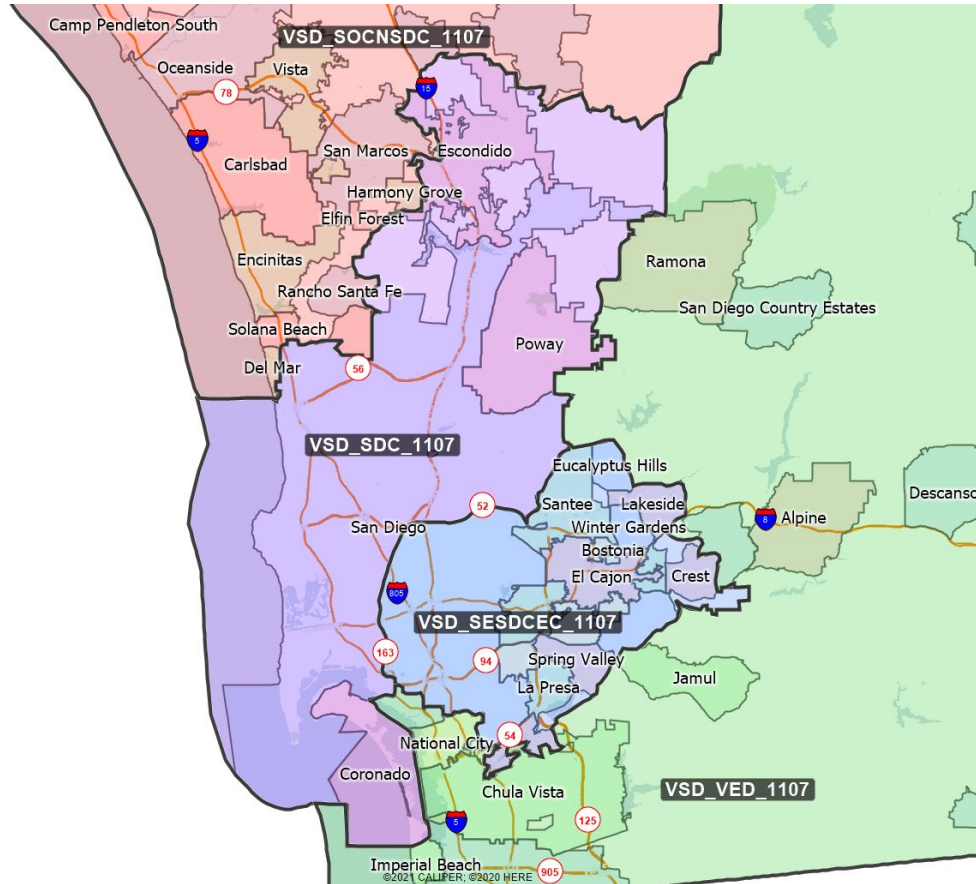 Camp Pendleton South
VSD_SOCNSDC_1107
Oceanside
Vista
78
15
5
San Marcos
Escondido
Carlsbad
Harmony Grove
Elfin Forest
Encinitas
Ramona
Rancho Santa Fe
San Diego Country Estates
Solana Beach
Poway
Del Mar
56
VSD_SDC_1107
Eucalyptus Hills
Descanso
Santee
Lakeside
52
8
Alpine
San Diego
Winter Gardens
Bostonia
El Cajon
Crest
805
VSD_SESDCEC_1107
163
94
Spring Valley
Jamul
La Presa
54
National City
Coronado
Chula Vista
VSD_VED_1107
5
125
Imperial Beach
905
©2021 CALIPER; ©2020 HERE